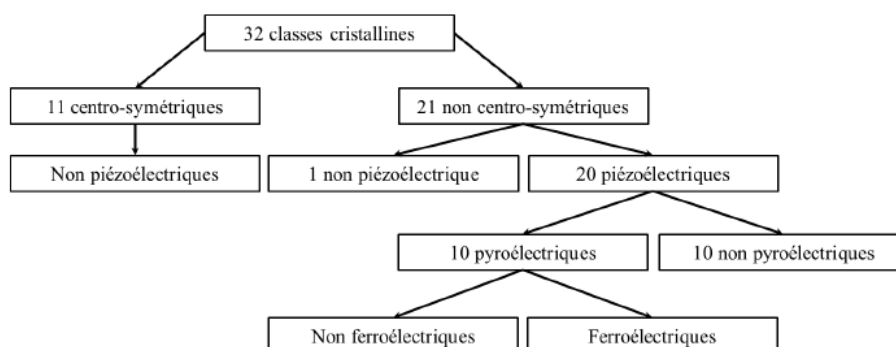 32 classes cristallines
11 centro-symétriques
21 non centro-symétriques
Non piézoélectriques
1 non piézoélectrique
20 piézoélectriques
10 pyroélectriques
10 non pyroélectriques
Non ferroélectriques
Ferroélectriques